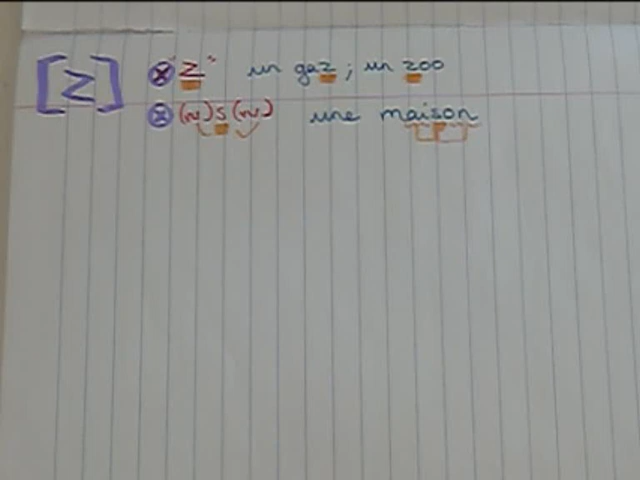 [Z] ⊗ "Z" un gaz ; un zoo
⊗ (v) s (v) une maison